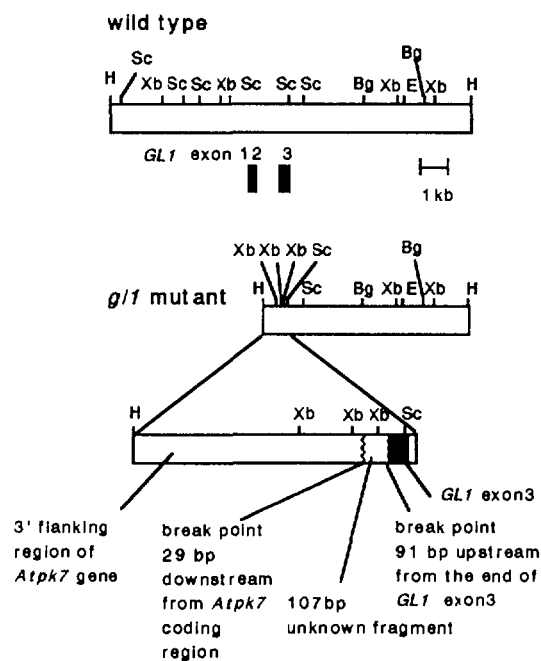 wild type
Sc
Bg
H
Xb Sc Sc Xb Sc Sc Sc Bg Xb E Xb H
GL1 exon 12 3
1 kb
Xb Xb Xb Sc
Bg
gl1 mutant
H Sc Bg Xb E Xb H
H Xb Xb Xb Sc
GL1 exon3
3' flanking
region of
Atpk7 gene
break point
29 bp
downstream
from Atpk7
coding
region
107bp
unknown fragment
break point
91 bp upstream
from the end of
GL1 exon3